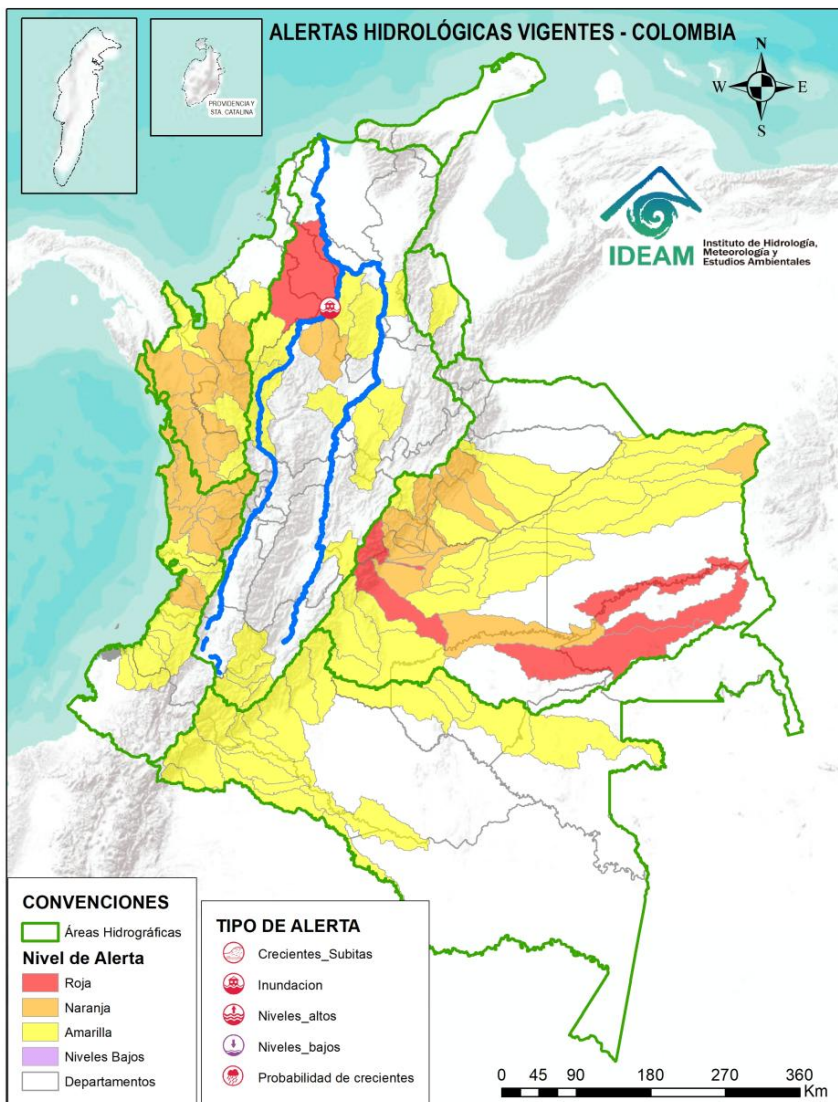 ALERTAS HIDROLÓGICAS VIGENTES - COLOMBIA
N
W E
S
PROVIDENCIA Y
STA. CATALINA
IDEAM
Instituto de Hidrología,
Meteorología y
Estudios Ambientales
CONVENCIONES
Áreas Hidrográficas
Nivel de Alerta
Roja
Naranja
Amarilla
Niveles Bajos
Departamentos
TIPO DE ALERTA
Crecientes_Subitas
Inundacion
Niveles_altos
Niveles_bajos
Probabilidad de crecientes
0 45 90 180 270 360
Km